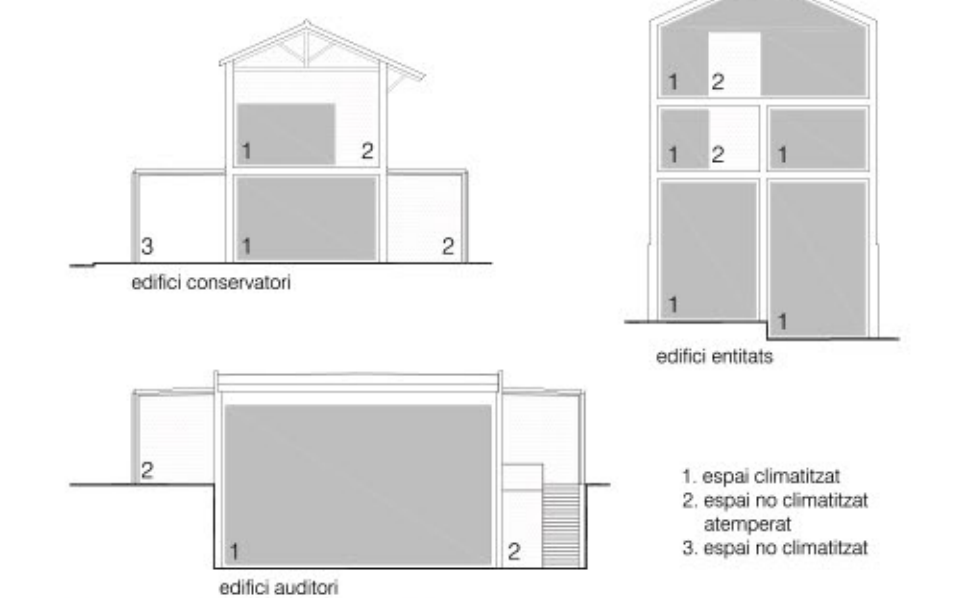 1
2
1
2
1
2
1
3
1
2
1
1
edifici conservatori
edifici entitats
2
1
2
edifici auditori
1. espai climatitzat
2. espai no climatitzat
atemperat
3. espai no climatitzat